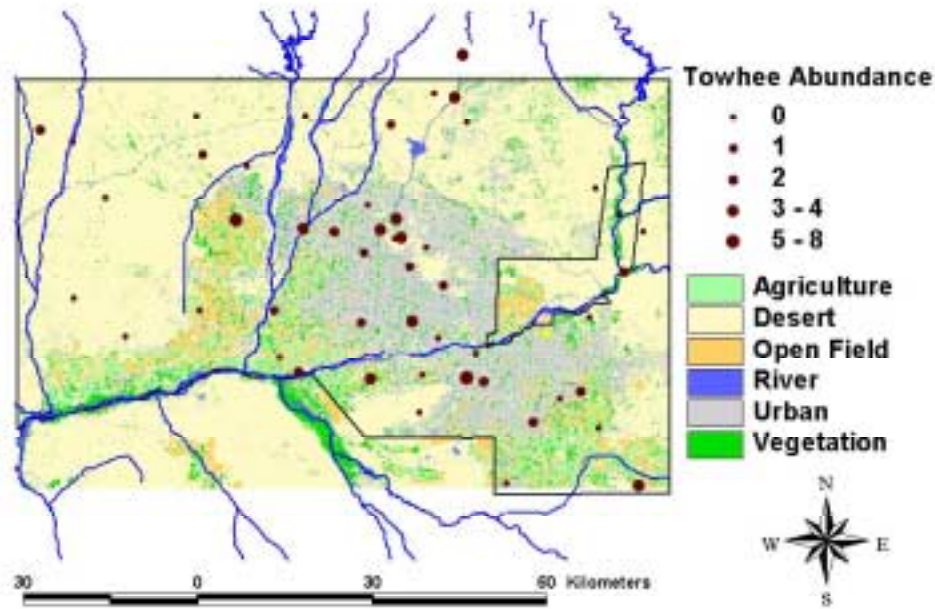 Towhee Abundance
0
1
2
3 - 4
5 - 8
Agriculture
Desert
Open Field
River
Urban
Vegetation
N
W E
S
30 0 30 60 Kilometers